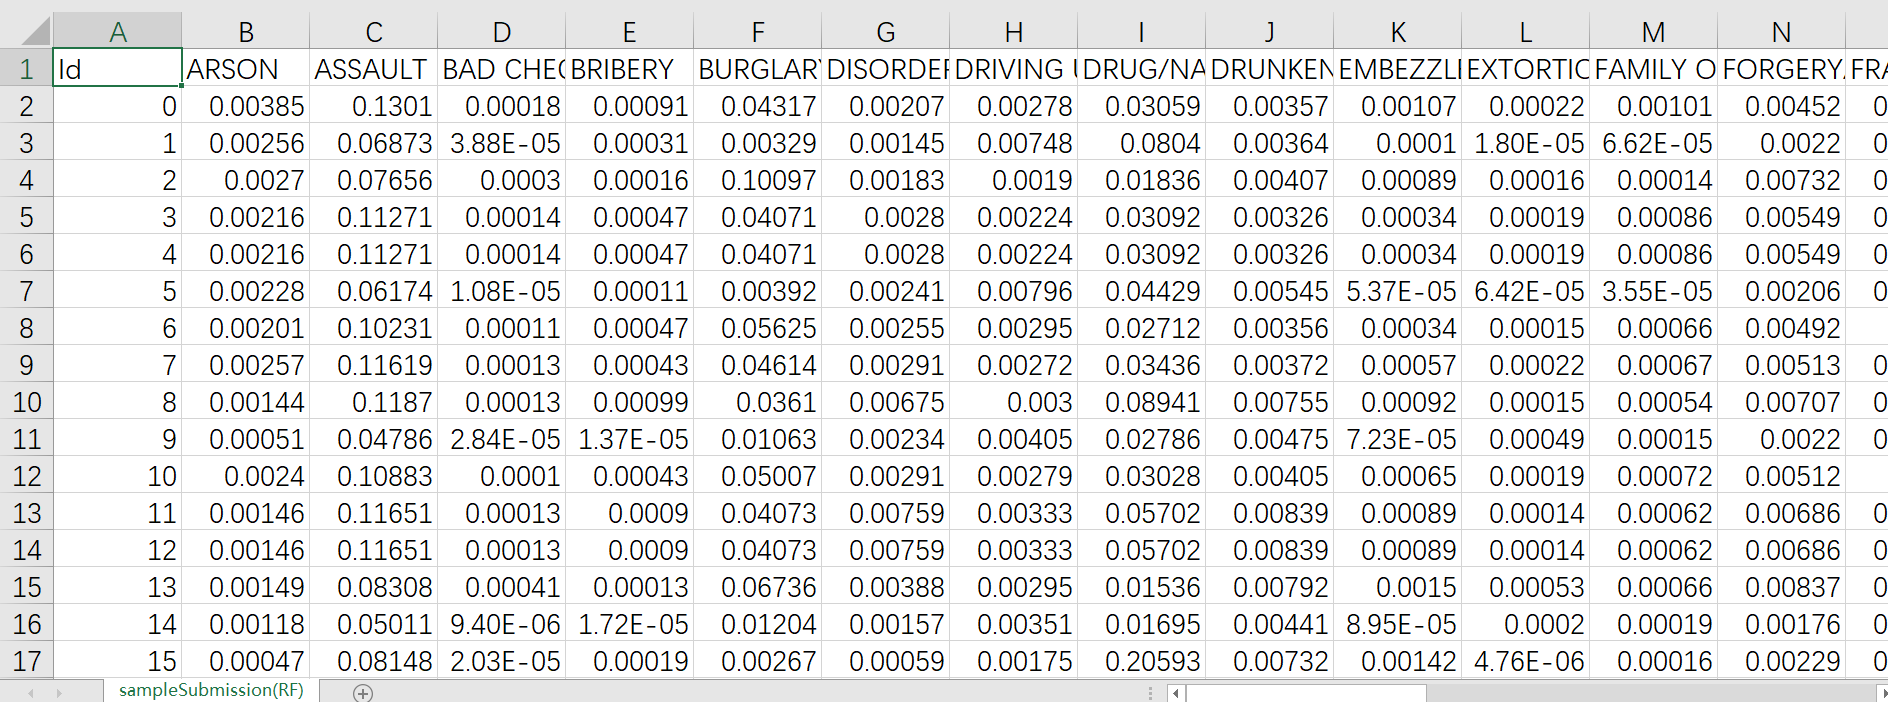 A B C D E F G H I J K L M N
1 Id ARSON ASSAULT BAD CHEC BRIBERY BURGLARY DISORDER DRIVING U DRUG/NA DRUNKEN EMBEZZLE EXTORTIO FAMILY O FORGERY/ FRA
2 0 0.00385 0.1301 0.00018 0.00091 0.04317 0.00207 0.00278 0.03059 0.00357 0.00107 0.00022 0.00101 0.00452 0
3 1 0.00256 0.06873 3.88E-05 0.00031 0.00329 0.00145 0.00748 0.0804 0.00364 0.0001 1.80E-05 6.62E-05 0.0022 0
4 2 0.0027 0.07656 0.0003 0.00016 0.10097 0.00183 0.0019 0.01836 0.00407 0.00089 0.00016 0.00014 0.00732 0
5 3 0.00216 0.11271 0.00014 0.00047 0.04071 0.0028 0.00224 0.03092 0.00326 0.00034 0.00019 0.00086 0.00549 0
6 4 0.00216 0.11271 0.00014 0.00047 0.04071 0.0028 0.00224 0.03092 0.00326 0.00034 0.00019 0.00086 0.00549 0
7 5 0.00228 0.06174 1.08E-05 0.00011 0.00392 0.00241 0.00796 0.04429 0.00545 5.37E-05 6.42E-05 3.55E-05 0.00206 0
8 6 0.00201 0.10231 0.00011 0.00047 0.05625 0.00255 0.00295 0.02712 0.00356 0.00034 0.00015 0.00066 0.00492
9 7 0.00257 0.11619 0.00013 0.00043 0.04614 0.00291 0.00272 0.03436 0.00372 0.00057 0.00022 0.00067 0.00513 0
10 8 0.00144 0.1187 0.00013 0.00099 0.0361 0.00675 0.003 0.08941 0.00755 0.00092 0.00015 0.00054 0.00707 0
11 9 0.00051 0.04786 2.84E-05 1.37E-05 0.01063 0.00234 0.00405 0.02786 0.00475 7.23E-05 0.00049 0.00015 0.0022 0
12 10 0.0024 0.10883 0.0001 0.00043 0.05007 0.00291 0.00279 0.03028 0.00405 0.00065 0.00019 0.00072 0.00512
13 11 0.00146 0.11651 0.00013 0.0009 0.04073 0.00759 0.00333 0.05702 0.00839 0.00089 0.00014 0.00062 0.00686 0
14 12 0.00146 0.11651 0.00013 0.0009 0.04073 0.00759 0.00333 0.05702 0.00839 0.00089 0.00014 0.00062 0.00686 0
15 13 0.00149 0.08308 0.00041 0.00013 0.06736 0.00388 0.00295 0.01536 0.00792 0.0015 0.00053 0.00066 0.00837 0
16 14 0.00118 0.05011 9.40E-06 1.72E-05 0.01204 0.00157 0.00351 0.01695 0.00441 8.95E-05 0.0002 0.00019 0.00176 0
17 15 0.00047 0.08148 2.03E-05 0.00019 0.00267 0.00059 0.00175 0.20593 0.00732 0.00142 4.76E-06 0.00016 0.00229 0
sampleSubmission(RF)